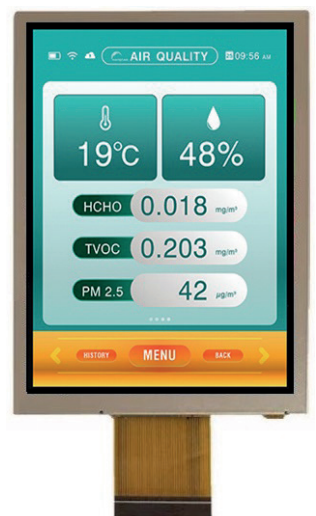 AIR QUALITY 09:56 AM
19°C 48%
HCHO 0.018 mg/m³
TVOC 0.203 mg/m³
PM 2.5 42 μg/m³
HISTORY MENU BACK